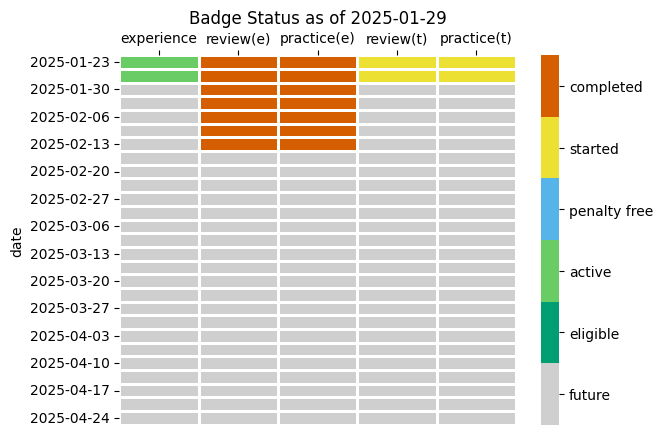 Badge Status as of 2025-01-29
experience review(e) practice(e) review(t) practice(t)
date
2025-01-23
2025-01-30
2025-02-06
2025-02-13
2025-02-20
2025-02-27
2025-03-06
2025-03-13
2025-03-20
2025-03-27
2025-04-03
2025-04-10
2025-04-17
2025-04-24
completed
started
penalty free
active
eligible
future